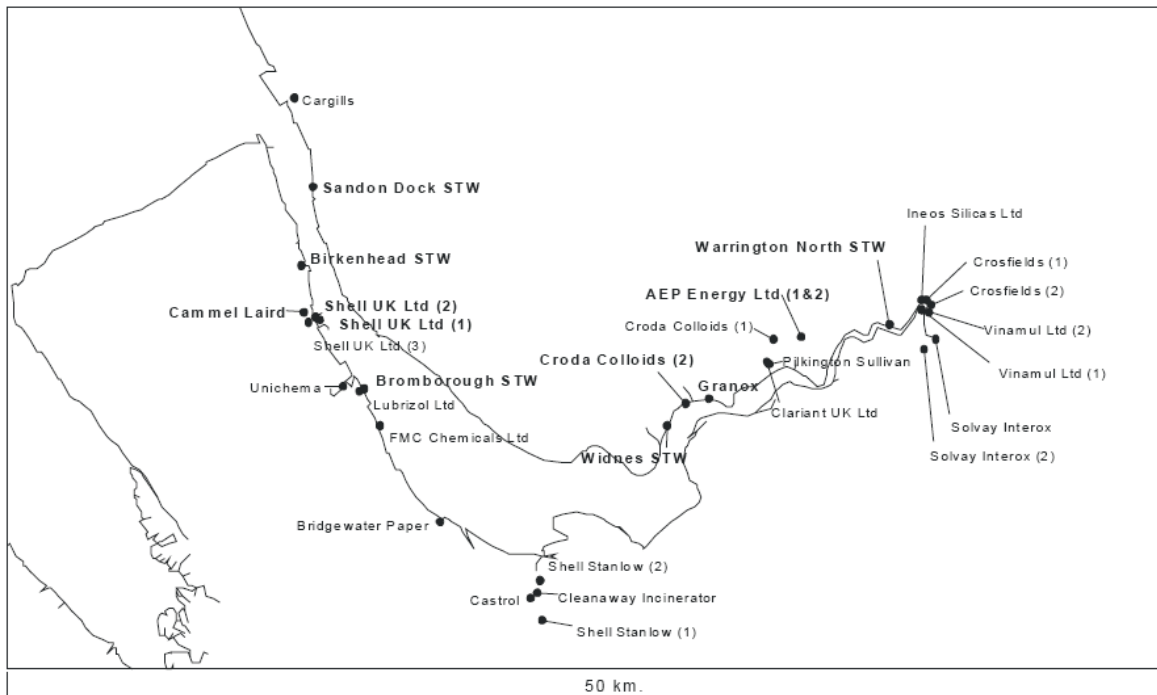 Cargills
Sandon Dock STW
Ineos Silicas Ltd
Warrington North STW
Birkenhead STW
Crosfields (1)
Crosfields (2)
AEP Energy Ltd (1&2)
Shell UK Ltd (2)
Cammel Laird
Shell UK Ltd (1)
Croda Colloids (1)
Vinamul Ltd (2)
Shell UK Ltd (3)
Croda Colloids (2)
Pilkington Sullivan
Vinamul Ltd (1)
Unichema
Bromborough STW
Granox
Lubrizol Ltd
Clariant UK Ltd
Solvay Interox
FMC Chemicals Ltd
Widnes STW
Solvay Interox (2)
Bridgewater Paper
Shell Stanlow (2)
Castrol
Cleanaway Incinerator
Shell Stanlow (1)
50 km.